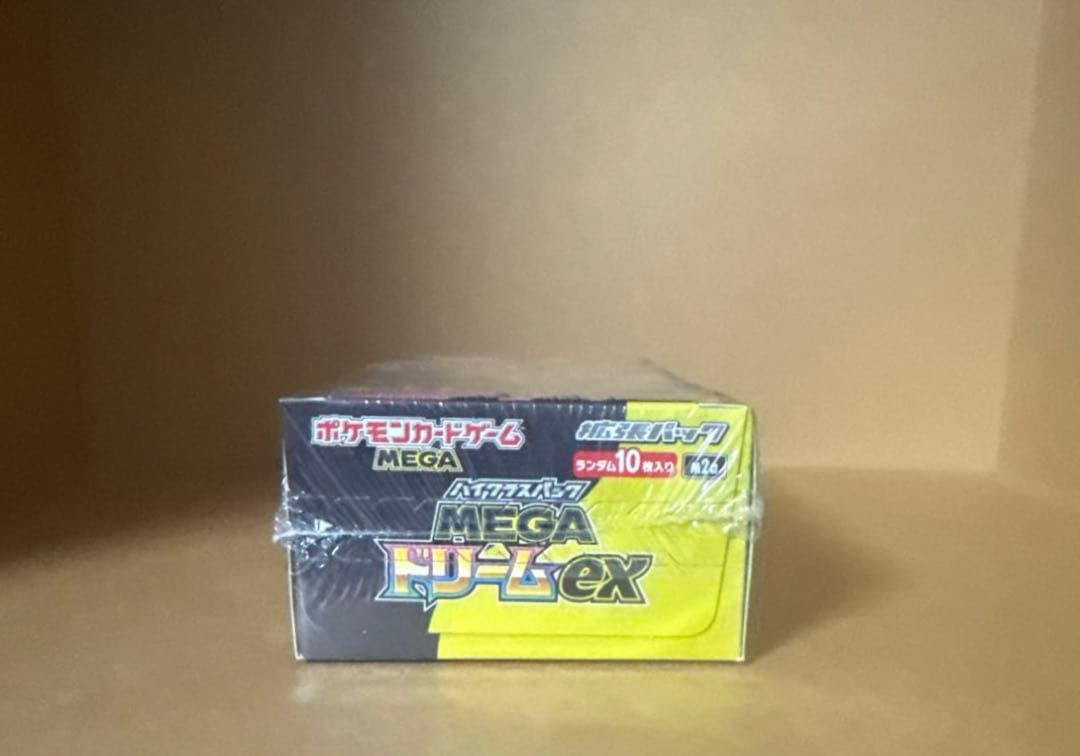 ポケモンカードゲーム
MEGA
拡張パック
ランダム10枚入り
ハイクラスパック
MEGA
ドリームex